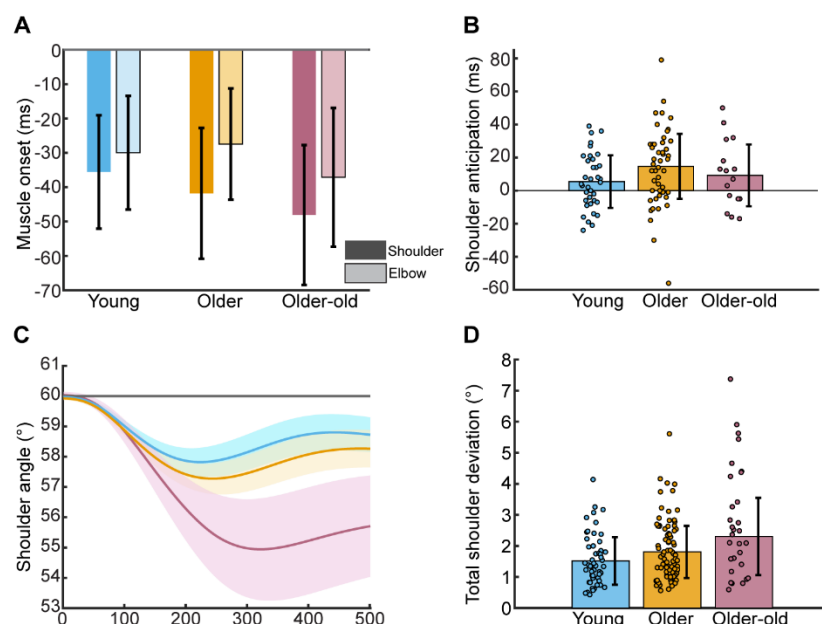 A
0
-10
-20
-30
-40
-50
-60
-70
Muscle onset (ms)
Shoulder
Elbow
Young Older Older-old
B
80
60
40
20
0
20
40
-60
Shoulder anticipation (ms)
Young Older Older-old
C
61
60
59
58
57
56
55
53
Shoulder angle (°)
0 100 200 300 400 500
D
8
7
6
5
4
3
2
1
0
Total shoulder deviation (°)
Young Older Older-old